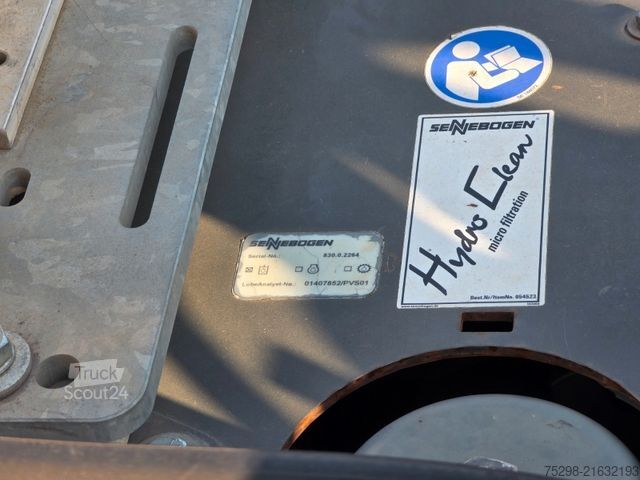 SENNEBOGEN
Hydro Clean
micro filtration
Best.Nr/ItemNo. 054523
SENNEBOGEN
Serial-No.: 830.0.2264
LubeAnalyst-No.: 01407852/PVS01
Truck
Scout24
75298-21632193